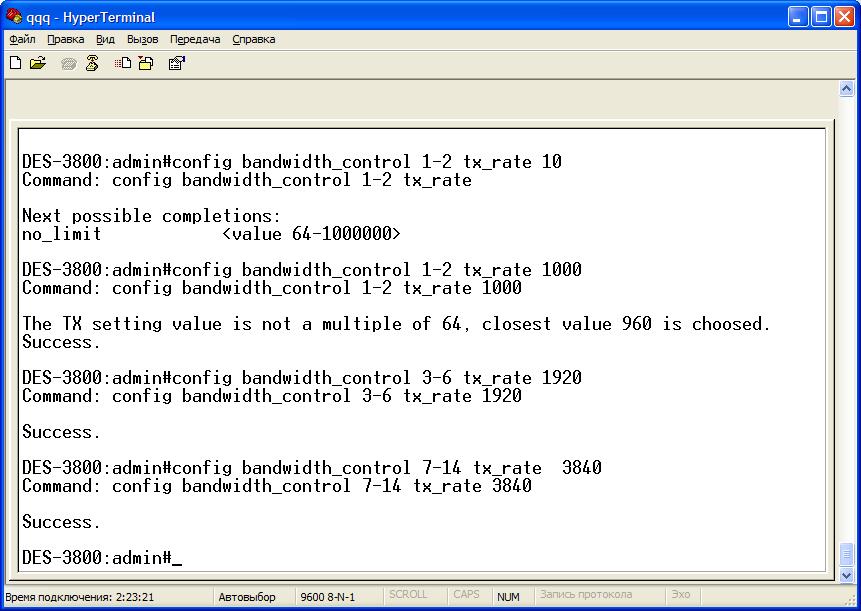 qqq - HyperTerminal
Файл Правка Вид Вызов Передача Справка
DES-3800:admin#config bandwidth_control 1-2 tx_rate 10
Command: config bandwidth_control 1-2 tx_rate
Next possible completions:
no_limit <value 64-1000000>
DES-3800:admin#config bandwidth_control 1-2 tx_rate 1000
Command: config bandwidth_control 1-2 tx_rate 1000
The TX setting value is not a multiple of 64, closest value 960 is choosed.
Success.
DES-3800:admin#config bandwidth_control 3-6 tx_rate 1920
Command: config bandwidth_control 3-6 tx_rate 1920
Success.
DES-3800:admin#config bandwidth_control 7-14 tx_rate  3840
Command: config bandwidth_control 7-14 tx_rate 3840
Success.
DES-3800:admin#_
Время подключения: 2:23:21 Автовыбор 9600 8-N-1 SCROLL CAPS NUM Запись протокола Эхо